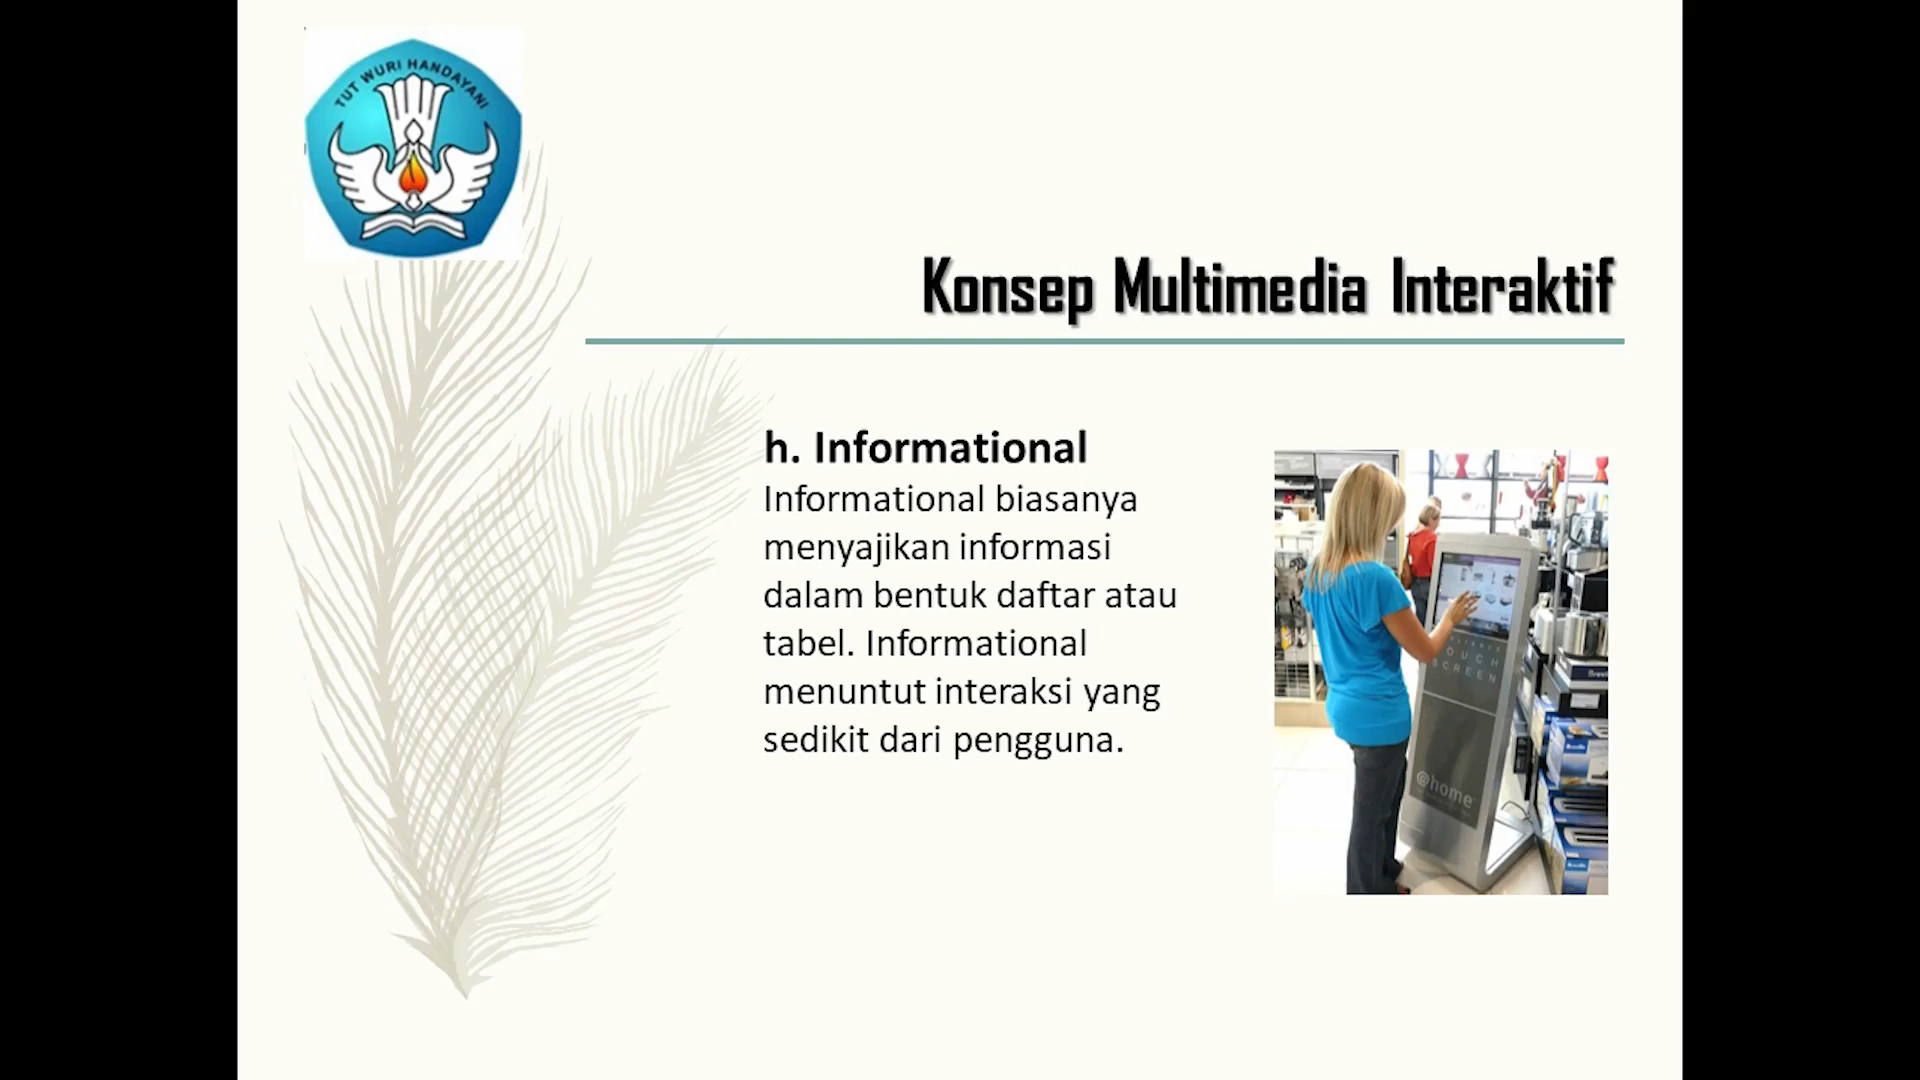 TUT WURI HANDAYANI
Konsep Multimedia Interaktif
h. Informational
Informational biasanya
menyajikan informasi
dalam bentuk daftar atau
tabel. Informational
menuntut interaksi yang
sedikit dari pengguna.
OUCH
SCREEN
@home